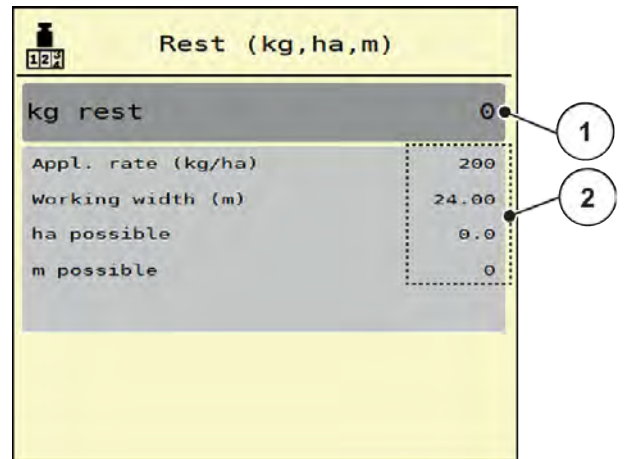 123
Rest (kg,ha,m)
kg rest 0
1
Appl. rate (kg/ha) 200
Working width (m) 24.00
2
ha possible 0.0
m possible 0